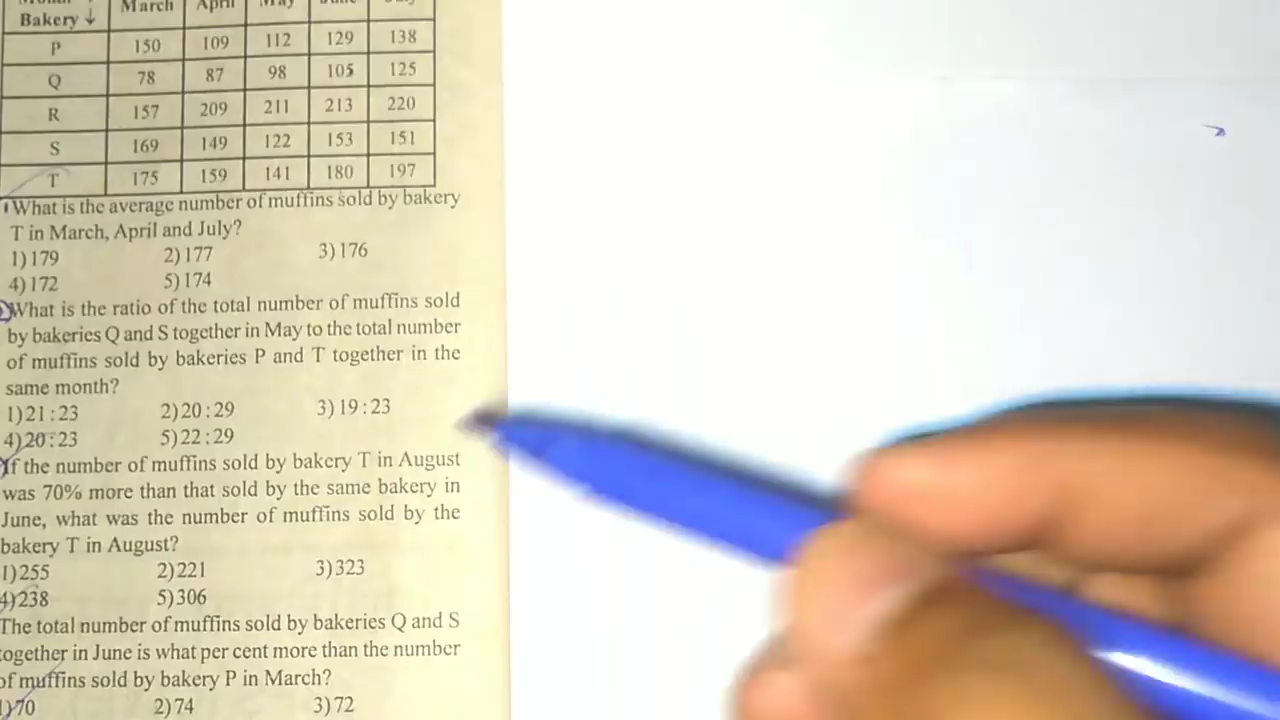 Bakery ↓ March April
P 150 109 112 129 138
Q 78 87 98 105 125
R 157 209 211 213 220
S 169 149 122 153 151
T 175 159 141 180 197
What is the average number of muffins sold by bakery
T in March, April and July?
1) 179 2) 177 3) 176
4) 172 5) 174
What is the ratio of the total number of muffins sold
by bakeries Q and S together in May to the total number
of muffins sold by bakeries P and T together in the
same month?
1) 21 : 23 2) 20 : 29 3) 19 : 23
4) 20 : 23 5) 22 : 29
If the number of muffins sold by bakery T in August
was 70% more than that sold by the same bakery in
June, what was the number of muffins sold by the
bakery T in August?
1) 255 2) 221 3) 323
4) 238 5) 306
The total number of muffins sold by bakeries Q and S
together in June is what per cent more than the number
of muffins sold by bakery P in March?
1) 70 2) 74 3) 72